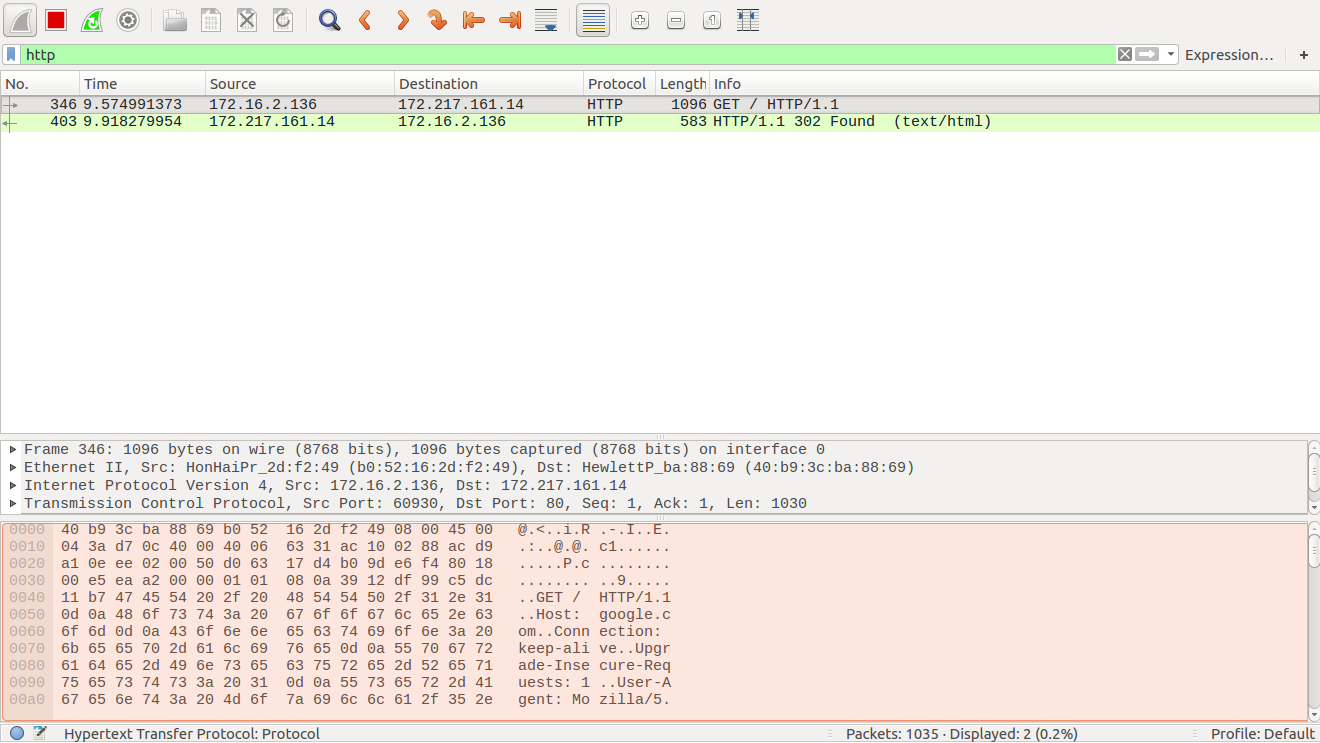 http Expression… +
No. Time Source Destination Protocol Length Info
346 9.574991373 172.16.2.136 172.217.161.14 HTTP 1096 GET / HTTP/1.1
403 9.918279954 172.217.161.14 172.16.2.136 HTTP 583 HTTP/1.1 302 Found  (text/html)
Frame 346: 1096 bytes on wire (8768 bits), 1096 bytes captured (8768 bits) on interface 0
Ethernet II, Src: HonHaiPr_2d:f2:49 (b0:52:16:2d:f2:49), Dst: HewlettP_ba:88:69 (40:b9:3c:ba:88:69)
Internet Protocol Version 4, Src: 172.16.2.136, Dst: 172.217.161.14
Transmission Control Protocol, Src Port: 60930, Dst Port: 80, Seq: 1, Ack: 1, Len: 1030
0000 40 b9 3c ba 88 69 b0 52 16 2d f2 49 08 00 45 00 @.<..i.R .-.I..E.
0010 04 3a d7 0c 40 00 40 06 63 31 ac 10 02 88 ac d9 .:..@.@. c1......
0020 a1 0e ee 02 00 50 d0 63 17 d4 b0 9d e6 f4 80 18 .....P.c ........
0030 00 e5 ea a2 00 00 01 01 08 0a 39 12 df 99 c5 dc ........ ..9.....
0040 11 b7 47 45 54 20 2f 20 48 54 54 50 2f 31 2e 31 ..GET / HTTP/1.1
0050 0d 0a 48 6f 73 74 3a 20 67 6f 6f 67 6c 65 2e 63 ..Host: google.c
0060 6f 6d 0d 0a 43 6f 6e 6e 65 63 74 69 6f 6e 3a 20 om..Conn ection:
0070 6b 65 65 70 2d 61 6c 69 76 65 0d 0a 55 70 67 72 keep-ali ve..Upgr
0080 61 64 65 2d 49 6e 73 65 63 75 72 65 2d 52 65 71 ade-Inse cure-Req
0090 75 65 73 74 73 3a 20 31 0d 0a 55 73 65 72 2d 41 uests: 1 ..User-A
00a0 67 65 6e 74 3a 20 4d 6f 7a 69 6c 6c 61 2f 35 2e gent: Mo zilla/5.
Hypertext Transfer Protocol: Protocol Packets: 1035 · Displayed: 2 (0.2%) Profile: Default